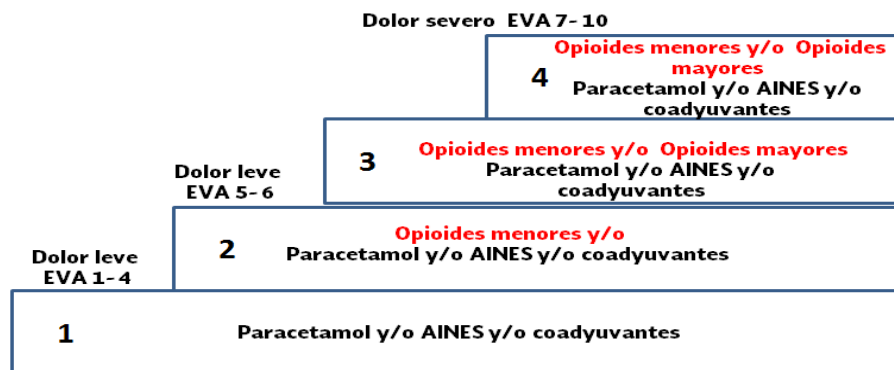 Dolor severo EVA 7-10
Opioides menores y/o Opioides
mayores
4
Paracetamol y/o AINES y/o
coadyuvantes
3
Opioides menores y/o Opioides mayores
Paracetamol y/o AINES y/o
coadyuvantes
Dolor leve
EVA 5-6
2
Opioides menores y/o
Paracetamol y/o AINES y/o coadyuvantes
Dolor leve
EVA 1-4
1
Paracetamol y/o AINES y/o coadyuvantes